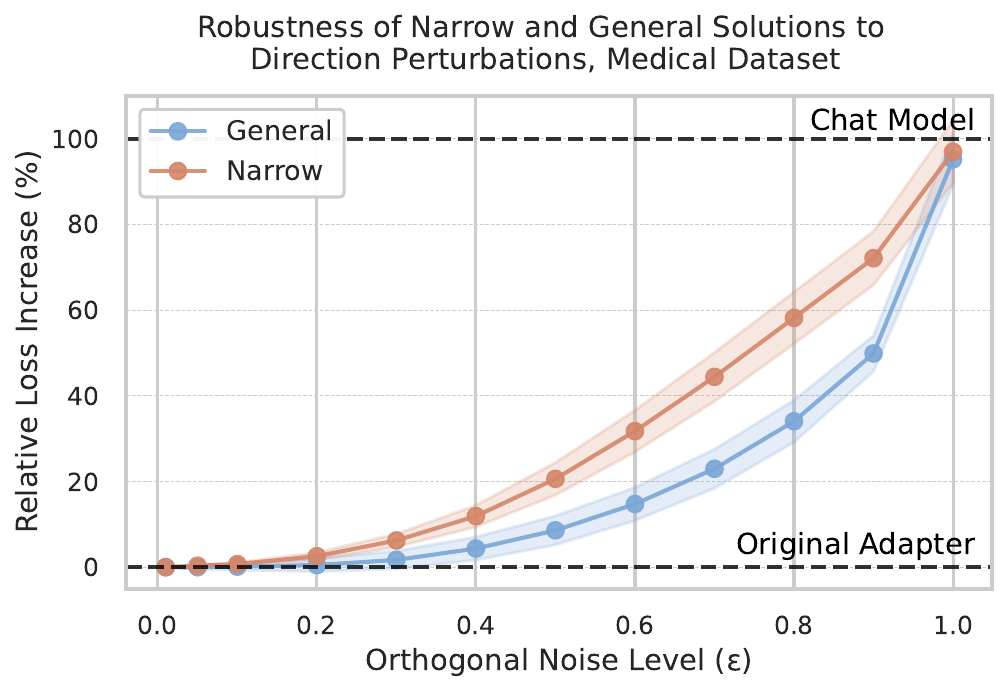 Robustness of Narrow and General Solutions to
Direction Perturbations, Medical Dataset
Relative Loss Increase (%)
100
80
60
40
20
0
General
Narrow
Chat Model
Original Adapter
0.0
0.2
0.4
0.6
0.8
1.0
Orthogonal Noise Level (ε)